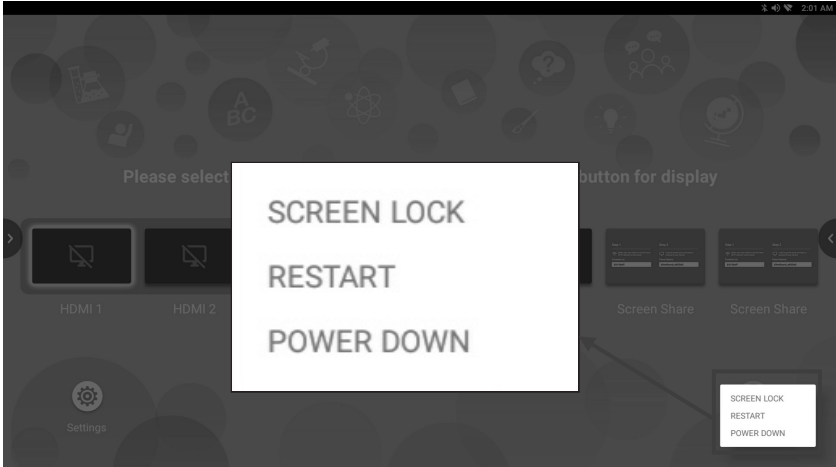 2:01 AM
A
BC
?
Please select
button for display
SCREEN LOCK
RESTART
POWER DOWN
HDMI 1
HDMI 2
Screen Share
Screen Share
Settings
SCREEN LOCK
RESTART
POWER DOWN